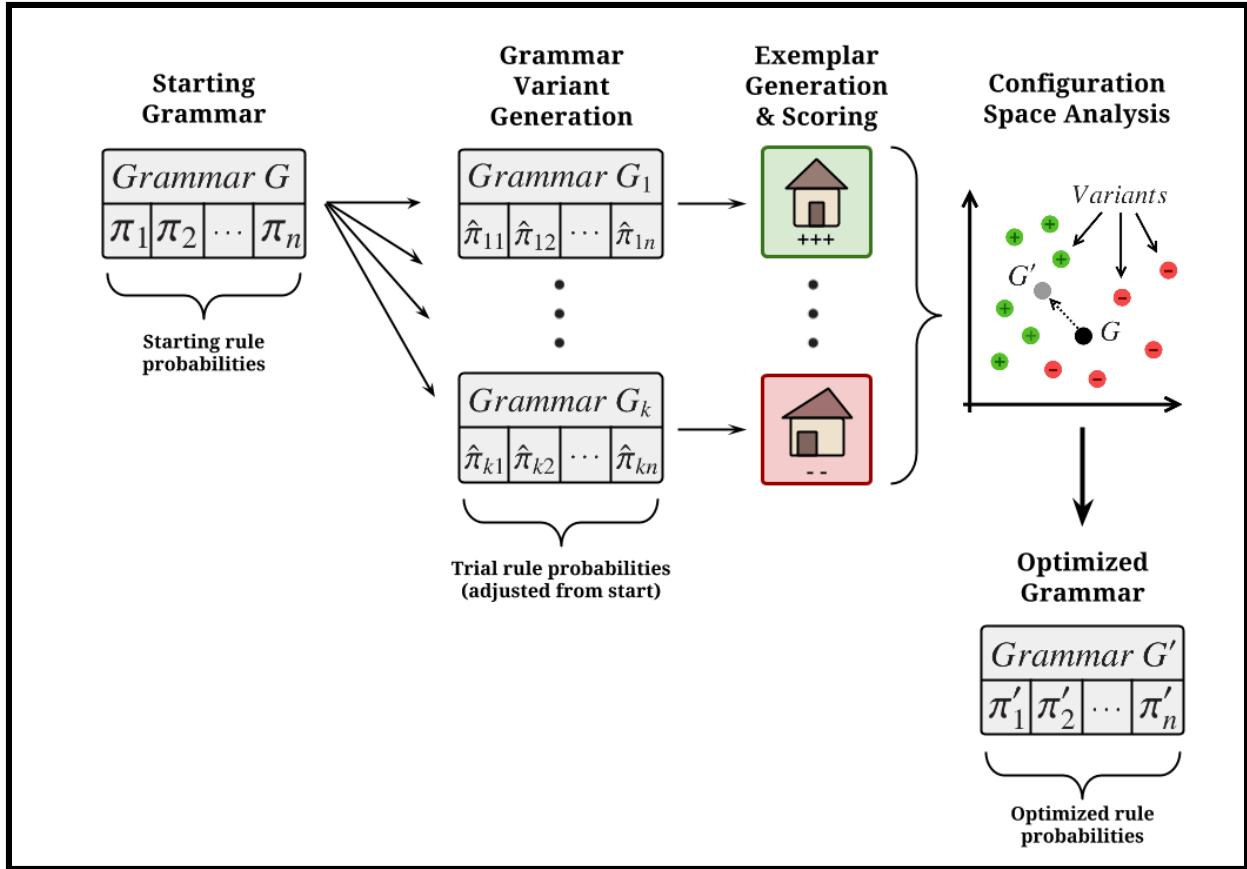 Starting
Grammar
Grammar G
π₁ π₂ ⋯ πₙ
Starting rule
probabilities
Grammar
Variant
Generation
Grammar G₁
π̂₁₁ π̂₁₂ ⋯ π̂₁ₙ
Grammar Gₖ
π̂ₖ₁ π̂ₖ₂ ⋯ π̂ₖₙ
Trial rule probabilities
(adjusted from start)
Exemplar
Generation
& Scoring
+++
- -
Configuration
Space Analysis
Variants
G′
G
Optimized
Grammar
Grammar G′
π′₁ π′₂ ⋯ π′ₙ
Optimized rule
probabilities